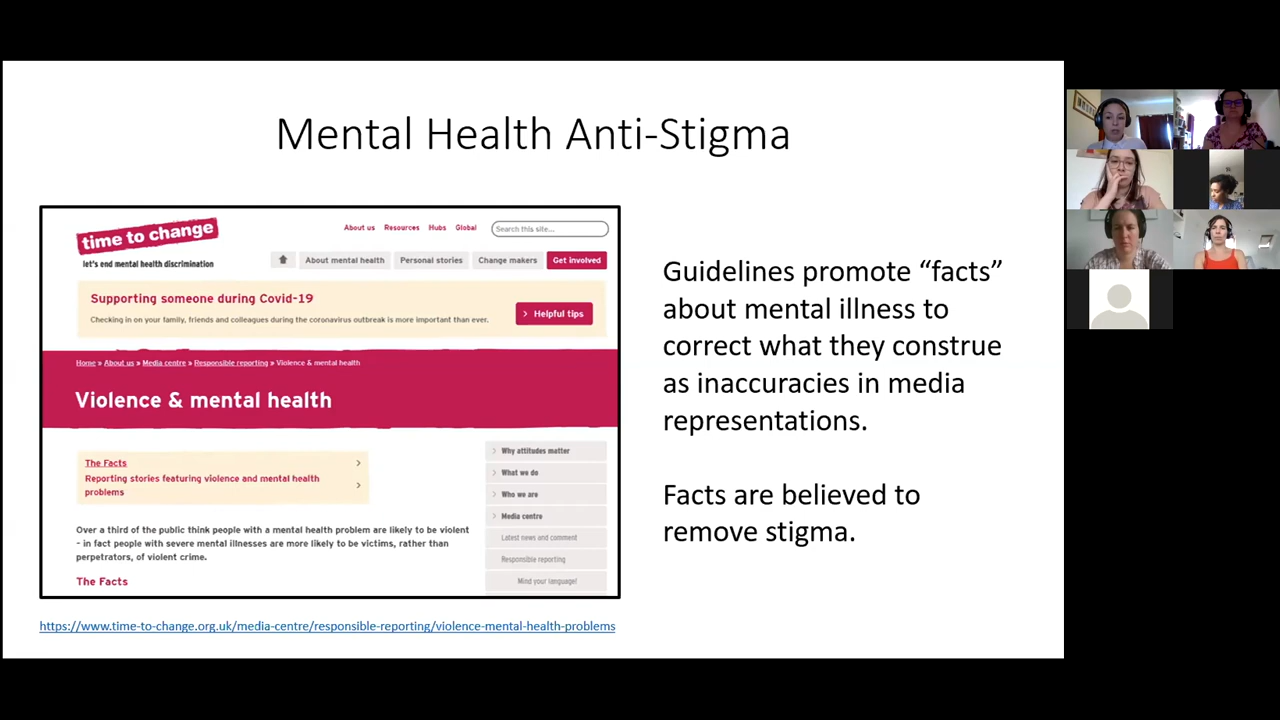 Mental Health Anti-Stigma
time to change
let's end mental health discrimination
About us Resources Hubs Global
Search this site...
About mental health Personal stories Change makers Get involved
Supporting someone during Covid-19
Checking in on your family, friends and colleagues during the coronavirus outbreak is more important than ever.
> Helpful tips
Home » About us » Media centre » Responsible reporting » Violence & mental health
Violence & mental health
The Facts
Reporting stories featuring violence and mental health
problems
Over a third of the public think people with a mental health problem are likely to be violent
- in fact people with severe mental illnesses are more likely to be victims, rather than
perpetrators, of violent crime.
The Facts
Why attitudes matter
What we do
Who we are
Media centre
Latest news and comment
Responsible reporting
Mind your language!
https://www.time-to-change.org.uk/media-centre/responsible-reporting/violence-mental-health-problems
Guidelines promote “facts”
about mental illness to
correct what they construe
as inaccuracies in media
representations.
Facts are believed to
remove stigma.